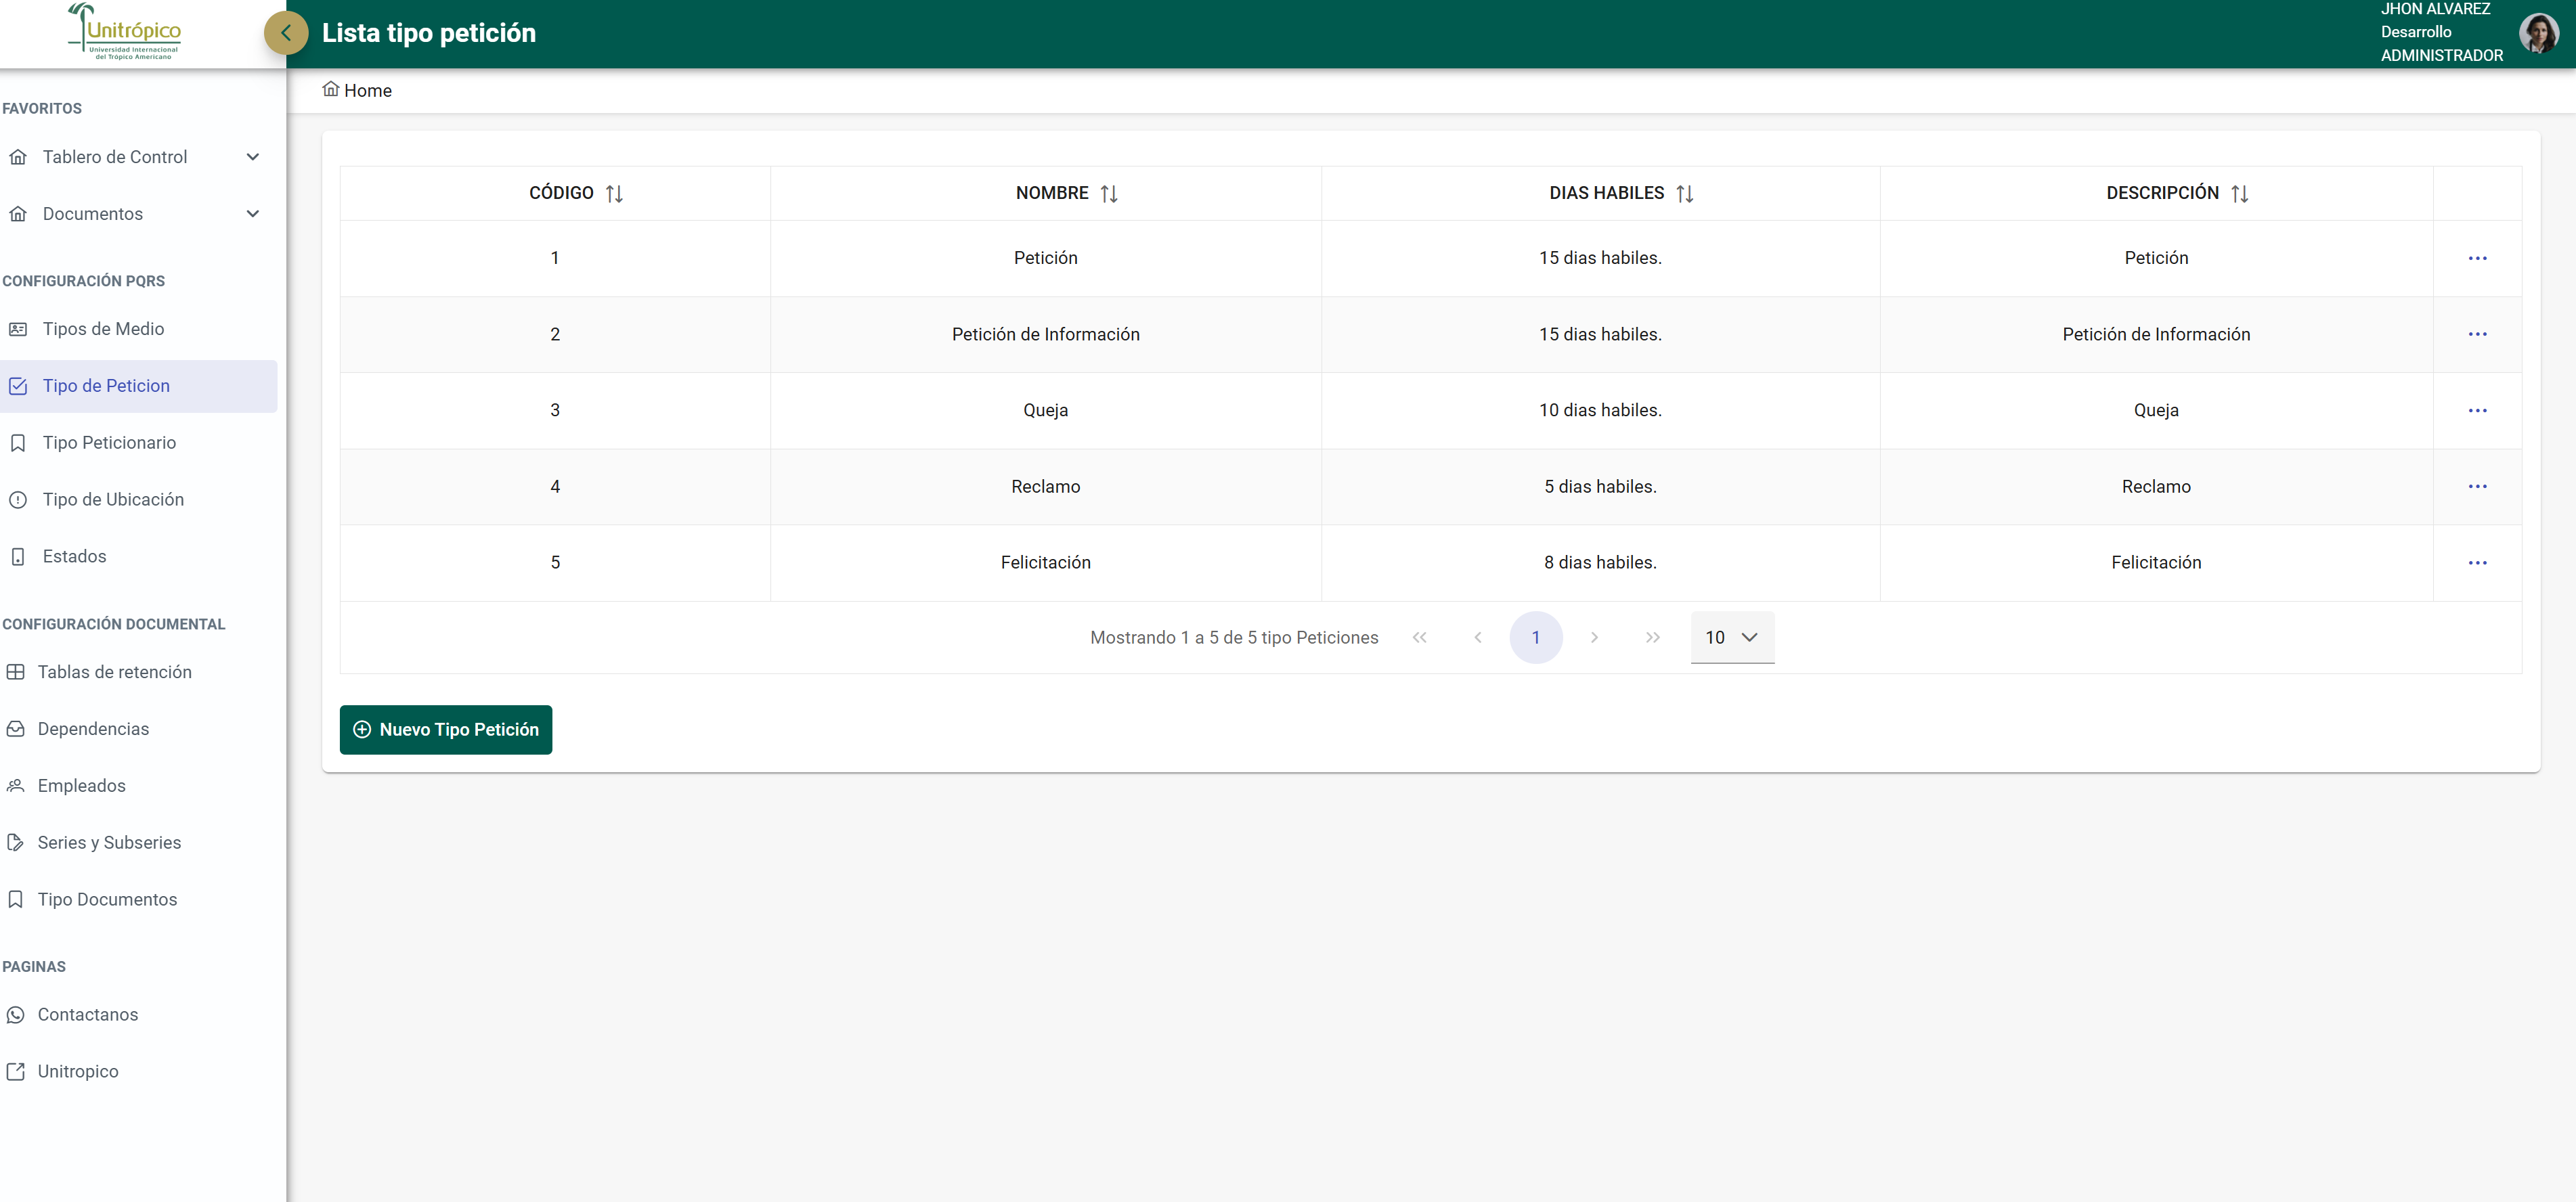 Unitrópico
Universidad Internacional
del Trópico Americano
Lista tipo petición
JHON ALVAREZ
Desarrollo
ADMINISTRADOR
Home
FAVORITOS
Tablero de Control
Documentos
CONFIGURACIÓN PQRS
Tipos de Medio
Tipo de Peticion
Tipo Peticionario
Tipo de Ubicación
Estados
CONFIGURACIÓN DOCUMENTAL
Tablas de retención
Dependencias
Empleados
Series y Subseries
Tipo Documentos
PAGINAS
Contactanos
Unitropico
CÓDIGO NOMBRE DIAS HABILES DESCRIPCIÓN
1 Petición 15 dias habiles. Petición
2 Petición de Información 15 dias habiles. Petición de Información
3 Queja 10 dias habiles. Queja
4 Reclamo 5 dias habiles. Reclamo
5 Felicitación 8 dias habiles. Felicitación
Mostrando 1 a 5 de 5 tipo Peticiones 1 10
Nuevo Tipo Petición